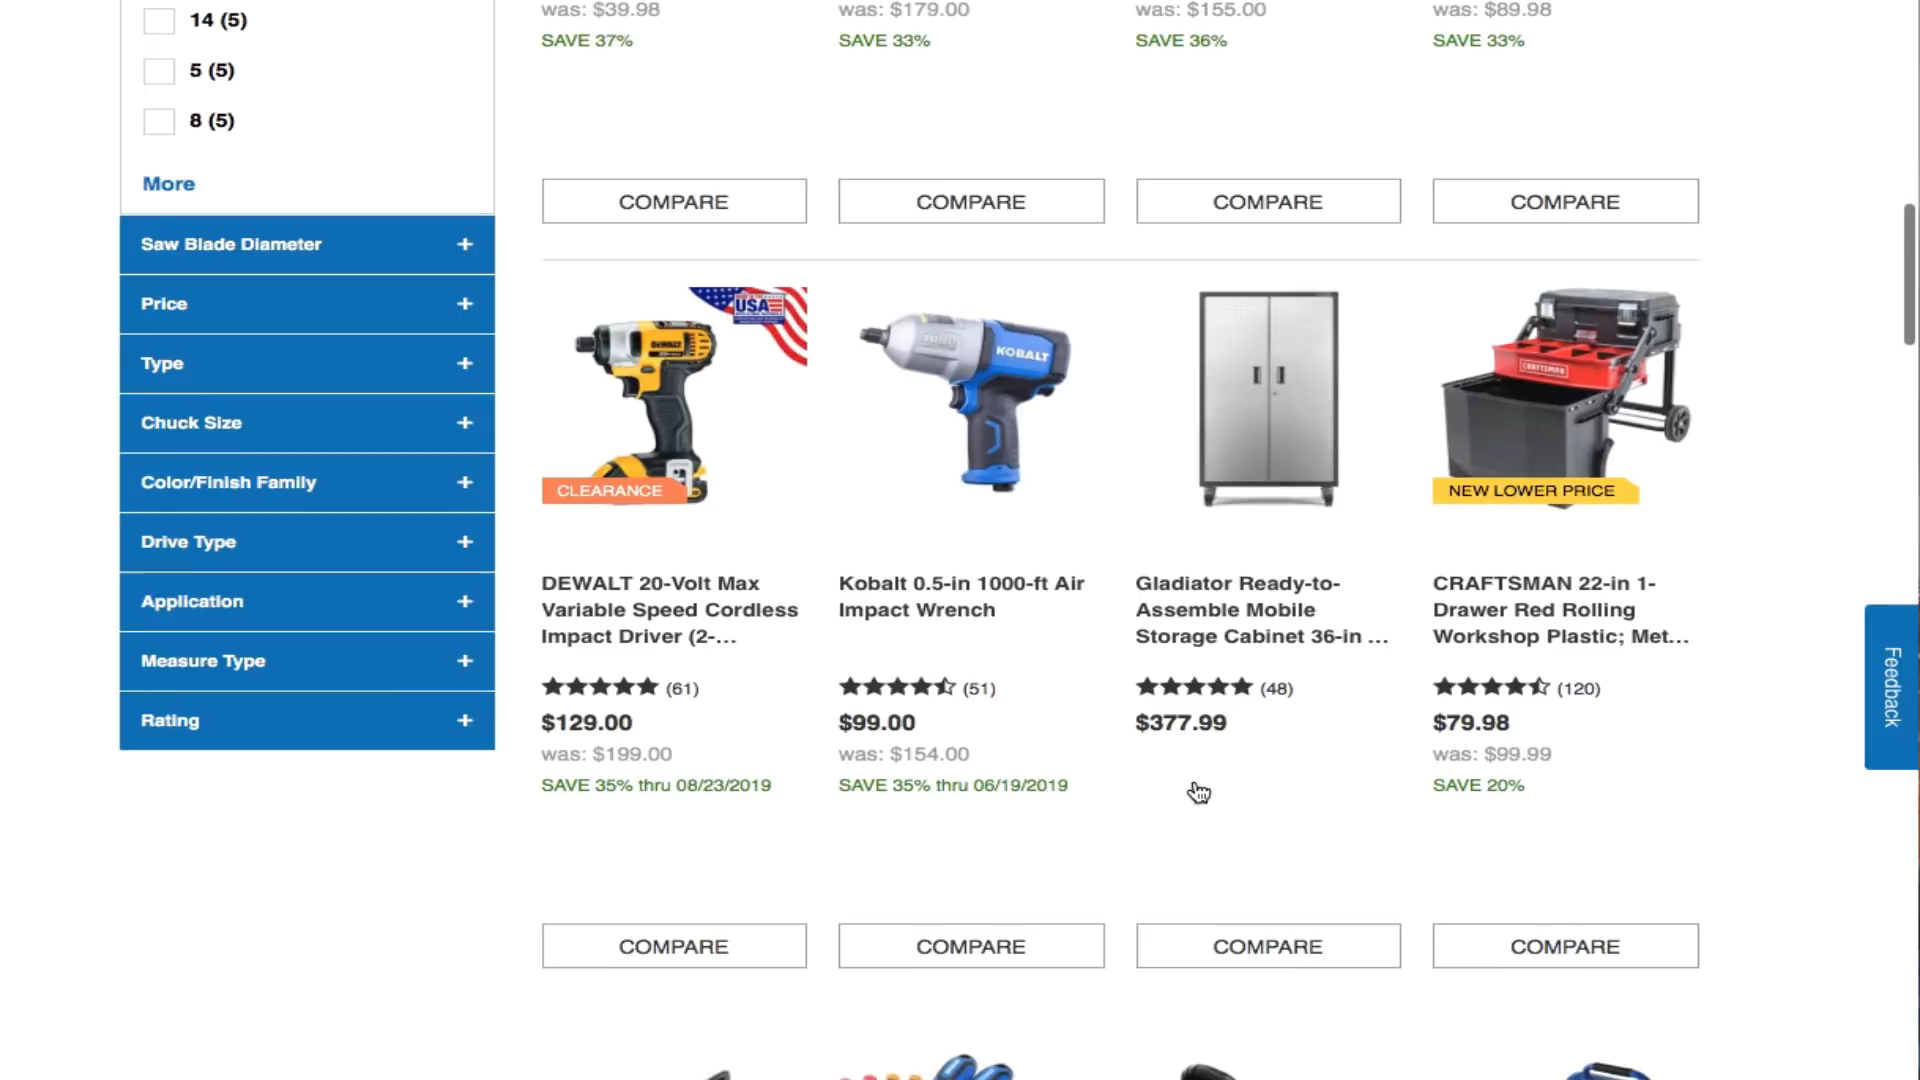 14 (5)
5 (5)
8 (5)
More
Saw Blade Diameter +
Price +
Type +
Chuck Size +
Color/Finish Family +
Drive Type +
Application +
Measure Type +
Rating +
was: $39.98
SAVE 37%
was: $179.00
SAVE 33%
was: $155.00
SAVE 36%
was: $89.98
SAVE 33%
COMPARE
COMPARE
COMPARE
COMPARE
USA
DEWALT
CLEARANCE
KOBALT
CRAFTSMAN
NEW LOWER PRICE
DEWALT 20-Volt Max
Variable Speed Cordless
Impact Driver (2-...
(61)
$129.00
was: $199.00
SAVE 35% thru 08/23/2019
Kobalt 0.5-in 1000-ft Air
Impact Wrench
(51)
$99.00
was: $154.00
SAVE 35% thru 06/19/2019
Gladiator Ready-to-
Assemble Mobile
Storage Cabinet 36-in ...
(48)
$377.99
CRAFTSMAN 22-in 1-
Drawer Red Rolling
Workshop Plastic; Met...
(120)
$79.98
was: $99.99
SAVE 20%
COMPARE
COMPARE
COMPARE
COMPARE
Feedback